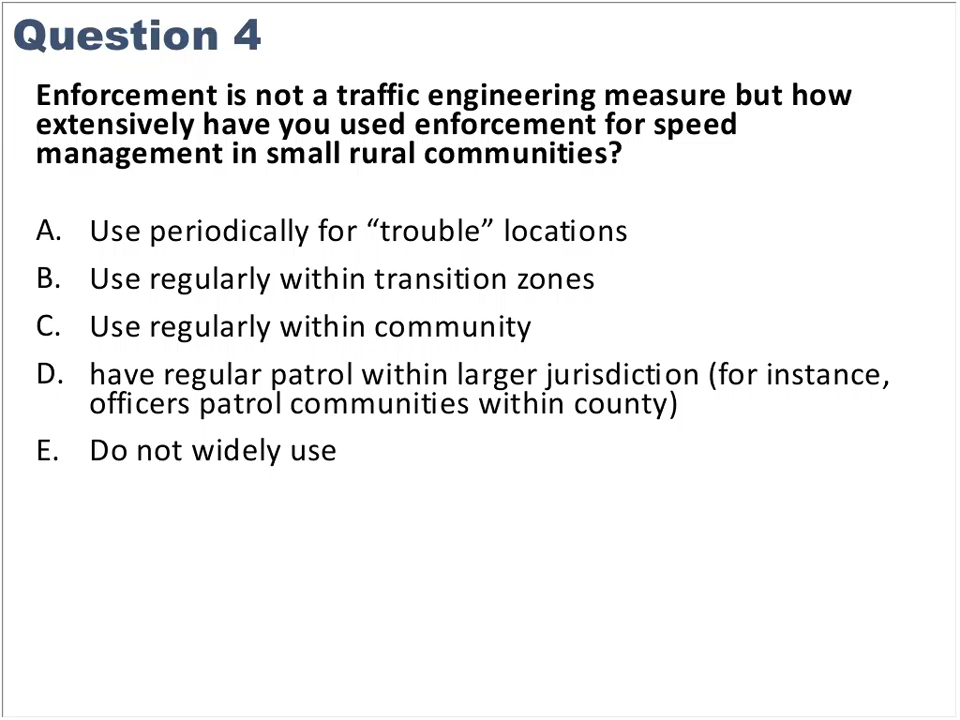 Question 4
Enforcement is not a traffic engineering measure but how
extensively have you used enforcement for speed
management in small rural communities?
A. Use periodically for “trouble” locations
B. Use regularly within transition zones
C. Use regularly within community
D. have regular patrol within larger jurisdiction (for instance,
officers patrol communities within county)
E. Do not widely use